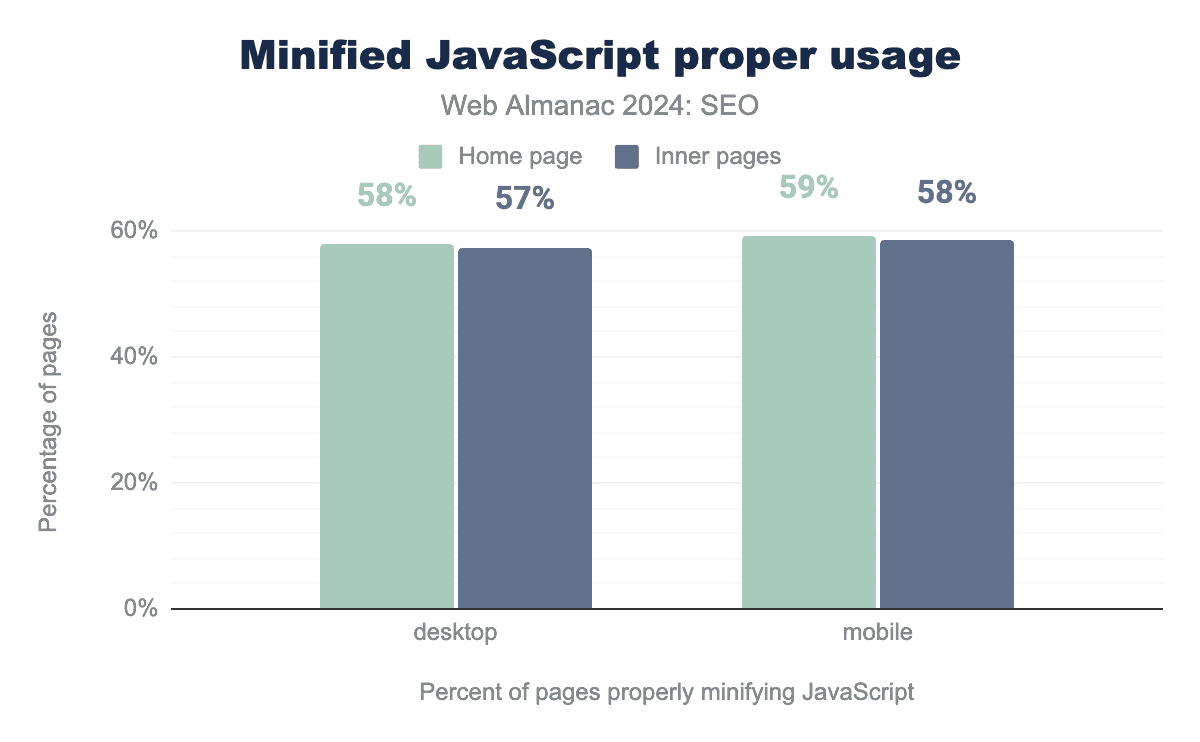 Minified JavaScript proper usage
Web Almanac 2024: SEO
Home page Inner pages
58% 57% 59% 58%
60%
40%
20%
0%
Percentage of pages
desktop mobile
Percent of pages properly minifying JavaScript